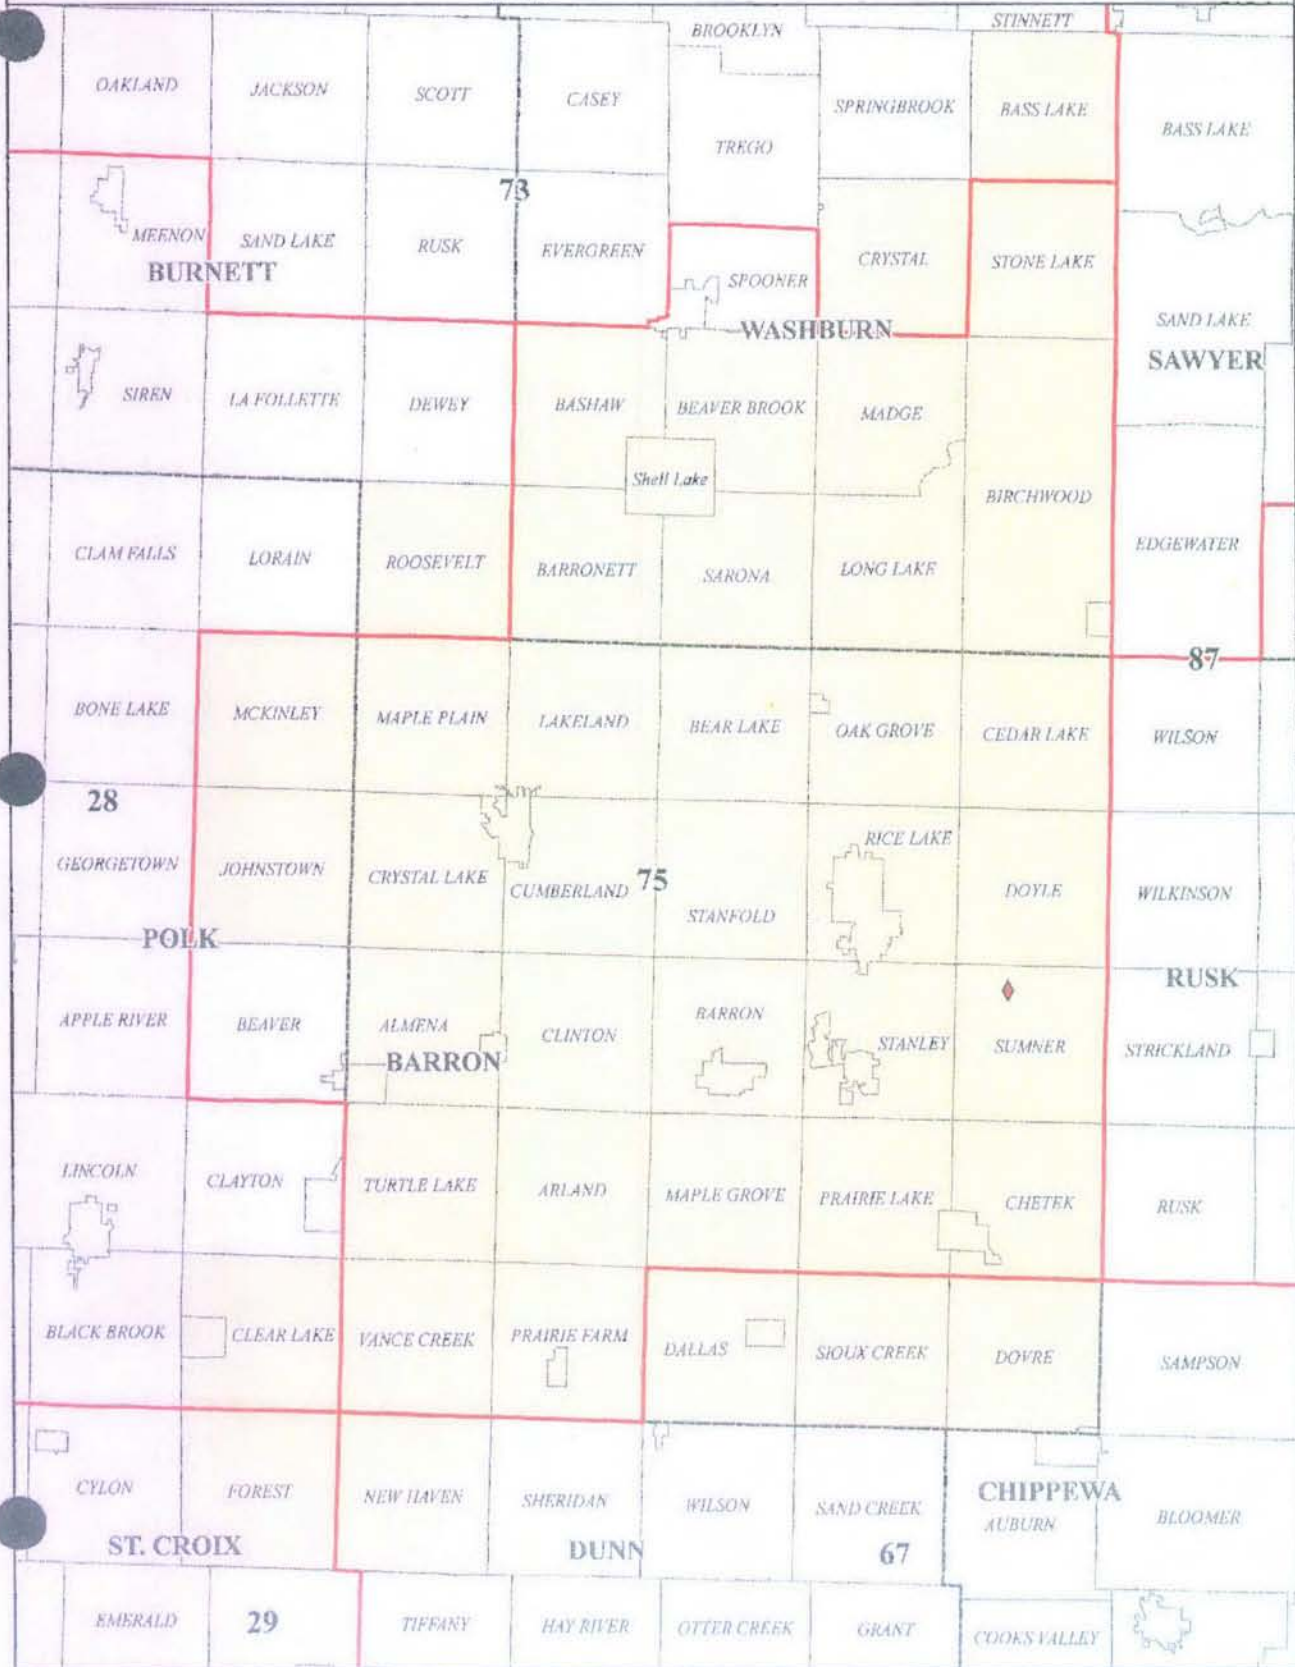 STINNETT
BROOKLYN
OAKLAND
JACKSON
SCOTT
CASEY
TREGO
SPRINGBROOK
BASS LAKE
BASS LAKE
73
MEENON
SAND LAKE
RUSK
EVERGREEN
SPOONER
CRYSTAL
STONE LAKE
SAND LAKE
BURNETT
WASHBURN
SAWYER
SIREN
LA FOLLETTE
DEWEY
BASHAW
BEAVER BROOK
MADGE
Shell Lake
BIRCHWOOD
CLAM FALLS
LORAIN
ROOSEVELT
BARRONETT
SARONA
LONG LAKE
EDGEWATER
87
BONE LAKE
MCKINLEY
MAPLE PLAIN
LAKELAND
BEAR LAKE
OAK GROVE
CEDAR LAKE
WILSON
28
GEORGETOWN
JOHNSTOWN
CRYSTAL LAKE
CUMBERLAND
75
STANFOLD
RICE LAKE
DOYLE
WILKINSON
POLK
RUSK
APPLE RIVER
BEAVER
ALMENA
CLINTON
BARRON
STANLEY
SUMNER
STRICKLAND
BARRON
LINCOLN
CLAYTON
TURTLE LAKE
ARLAND
MAPLE GROVE
PRAIRIE LAKE
CHETEK
RUSK
BLACK BROOK
CLEAR LAKE
VANCE CREEK
PRAIRIE FARM
DALLAS
SIOUX CREEK
DOVRE
SAMPSON
CYLON
FOREST
NEW HAVEN
SHERIDAN
WILSON
SAND CREEK
CHIPPEWA
AUBURN
BLOOMER
ST. CROIX
DUNN
67
EMERALD
29
TIFFANY
HAY RIVER
OTTER CREEK
GRANT
COOKS VALLEY